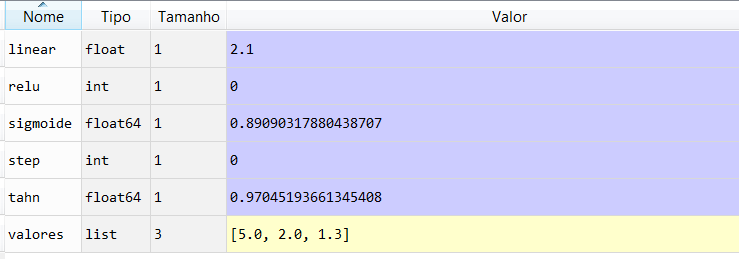 Nome Tipo Tamanho Valor
linear float 1 2.1
relu int 1 0
sigmoide float64 1 0.89090317880438707
step int 1 0
tahn float64 1 0.97045193661345408
valores list 3 [5.0, 2.0, 1.3]